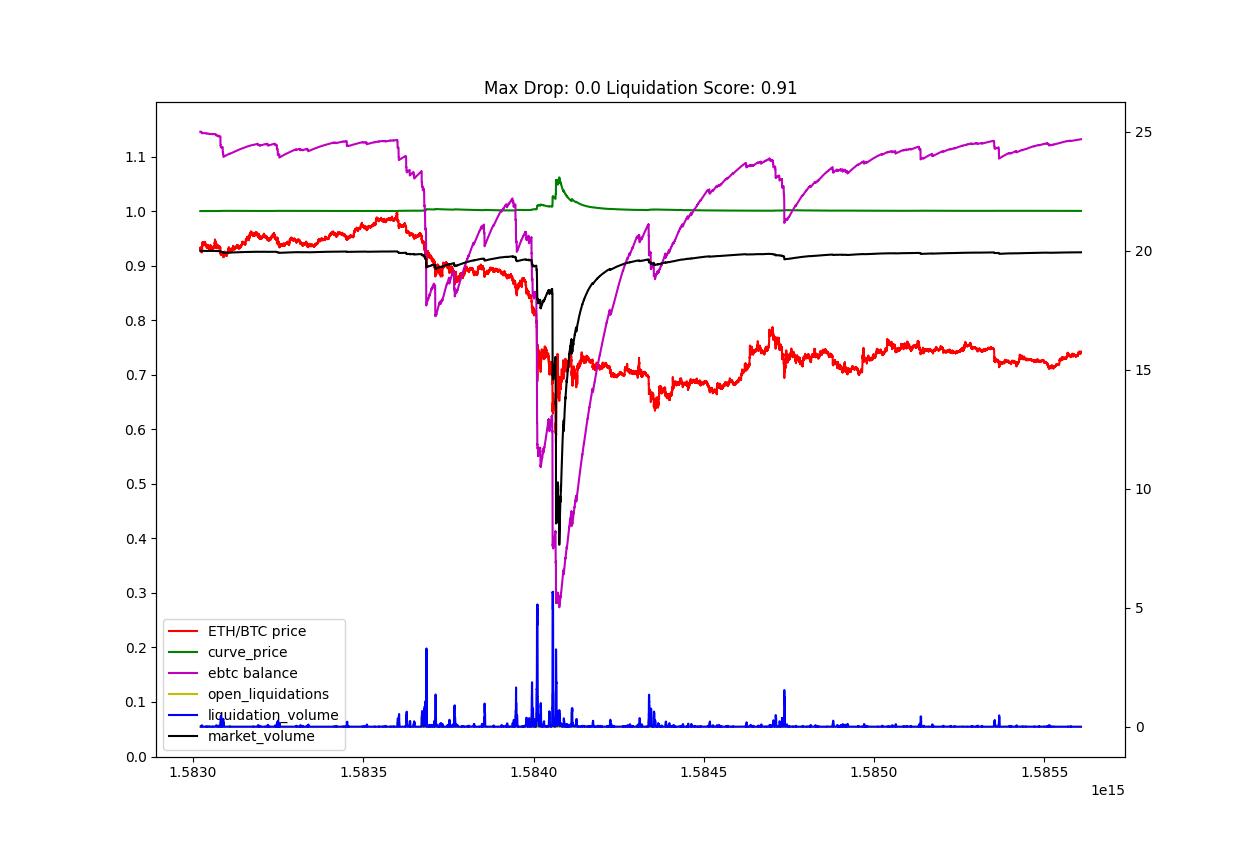 Max Drop: 0.0 Liquidation Score: 0.91
1.1
1.0
0.9
0.8
0.7
0.6
0.5
0.4
0.3
0.2
0.1
0.0
25
20
15
10
5
0
ETH/BTC price
curve_price
ebtc balance
open_liquidations
liquidation_volume
market_volume
1.5830 1.5835 1.5840 1.5845 1.5850 1.5855
1e15